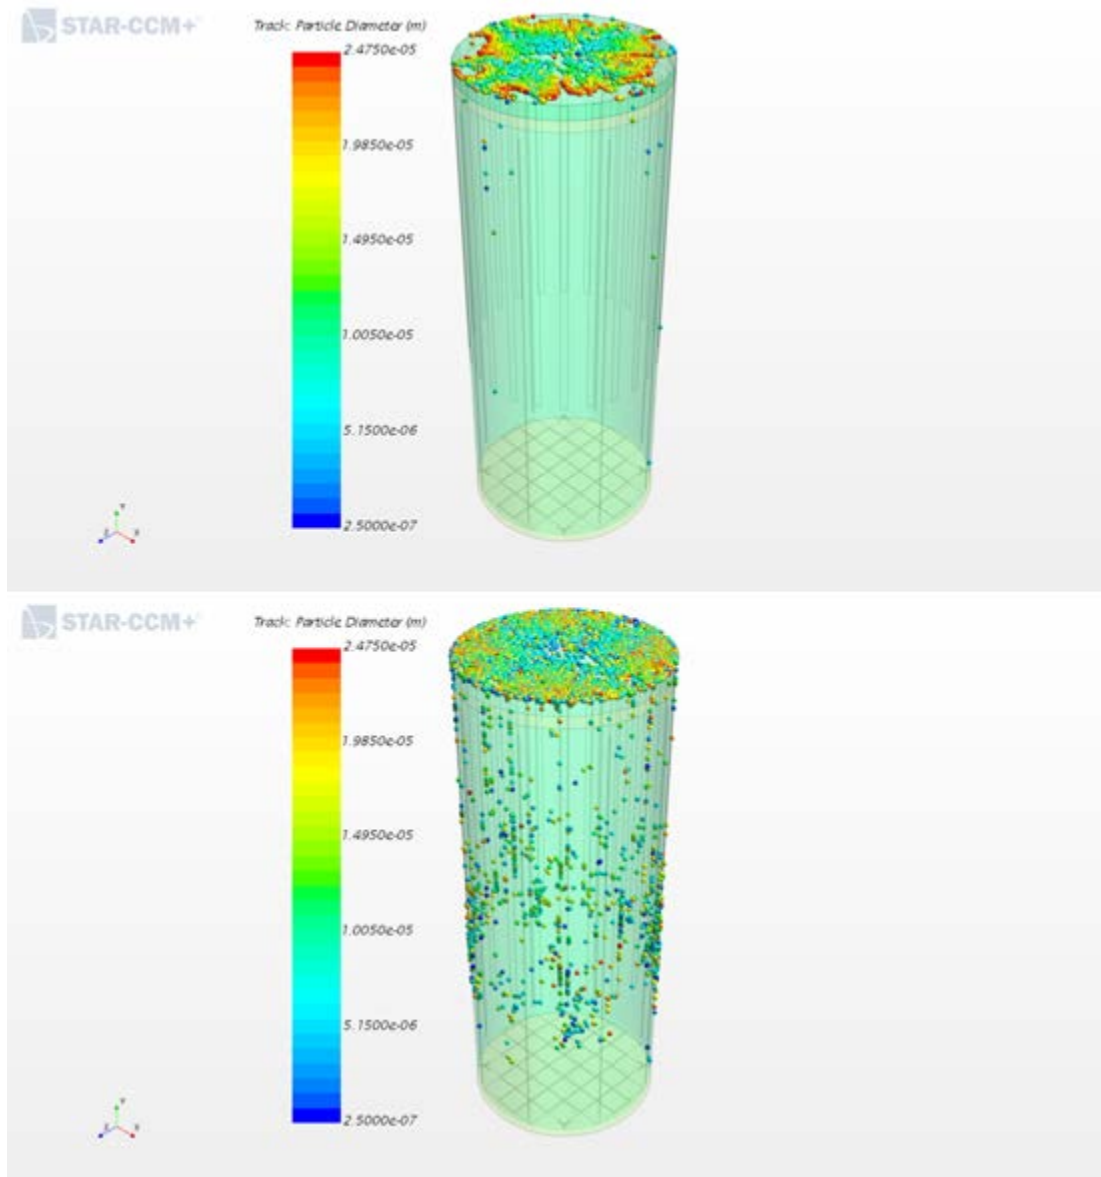 STAR-CCM+
Track: Particle Diameter (m)
2.4750e-05
1.9850e-05
1.4950e-05
1.0050e-05
5.1500e-06
2.5000e-07
Y
Z
X
STAR-CCM+
Track: Particle Diameter (m)
2.4750e-05
1.9850e-05
1.4950e-05
1.0050e-05
5.1500e-06
2.5000e-07
Y
Z
X